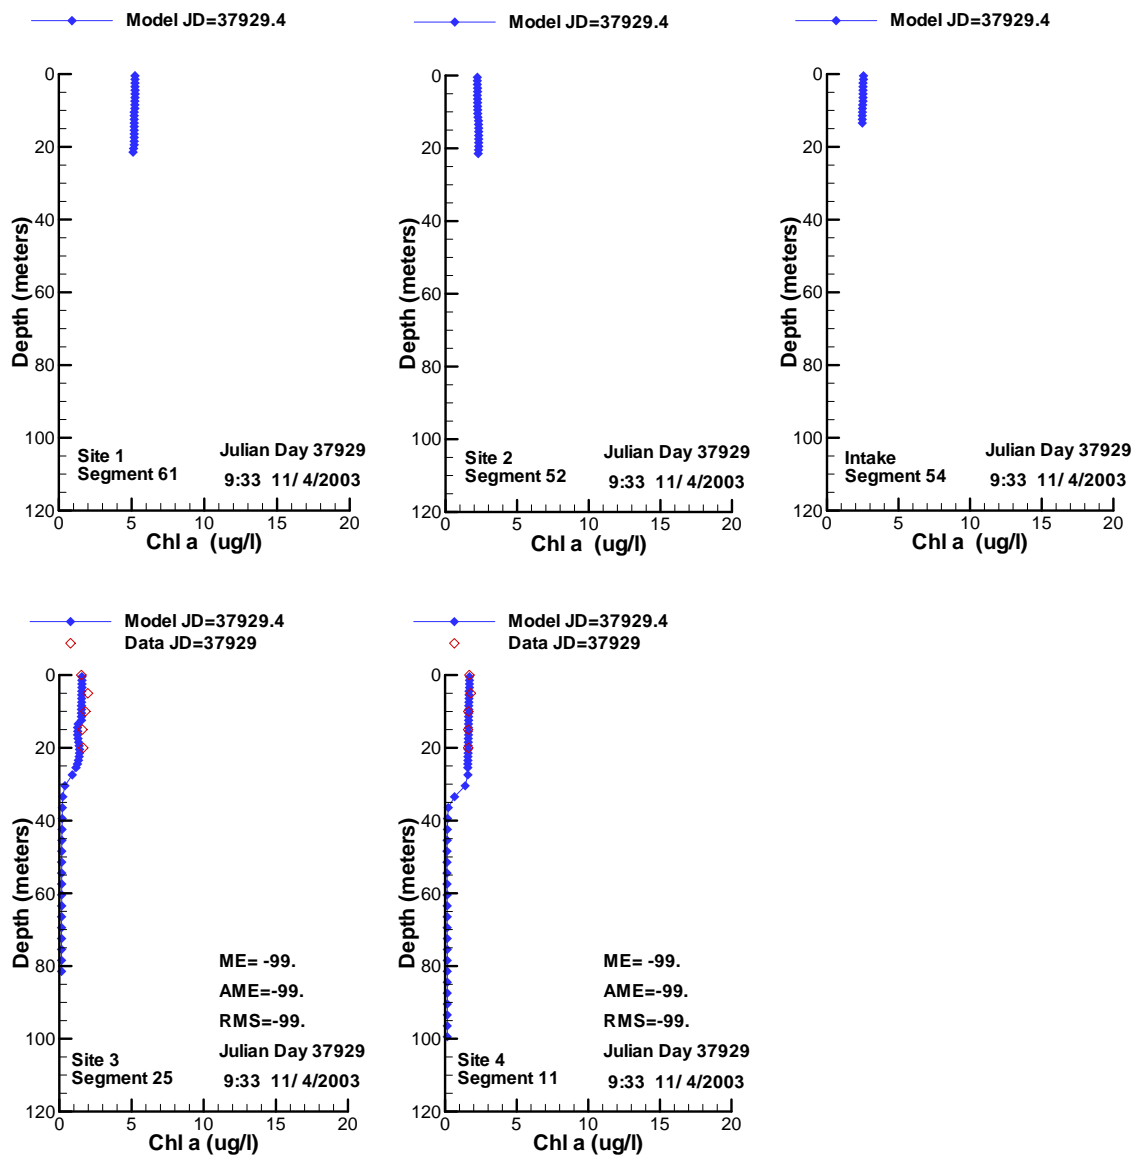 Model JD=37929.4
0
20
40
60
80
100
120
0 5 10 15 20
Depth (meters)
Chl a (ug/l)
Site 1
Segment 61
Julian Day 37929
9:33 11/ 4/2003
Model JD=37929.4
0
20
40
60
80
100
120
0 5 10 15 20
Depth (meters)
Chl a (ug/l)
Site 2
Segment 52
Julian Day 37929
9:33 11/ 4/2003
Model JD=37929.4
0
20
40
60
80
100
120
0 5 10 15 20
Depth (meters)
Chl a (ug/l)
Intake
Segment 54
Julian Day 37929
9:33 11/ 4/2003
Model JD=37929.4
Data JD=37929
0
20
40
60
80
100
120
0 5 10 15 20
Depth (meters)
Chl a (ug/l)
ME= -99.
AME=-99.
RMS=-99.
Site 3
Segment 25
Julian Day 37929
9:33 11/ 4/2003
Model JD=37929.4
Data JD=37929
0
20
40
60
80
100
120
0 5 10 15 20
Depth (meters)
Chl a (ug/l)
ME= -99.
AME=-99.
RMS=-99.
Site 4
Segment 11
Julian Day 37929
9:33 11/ 4/2003